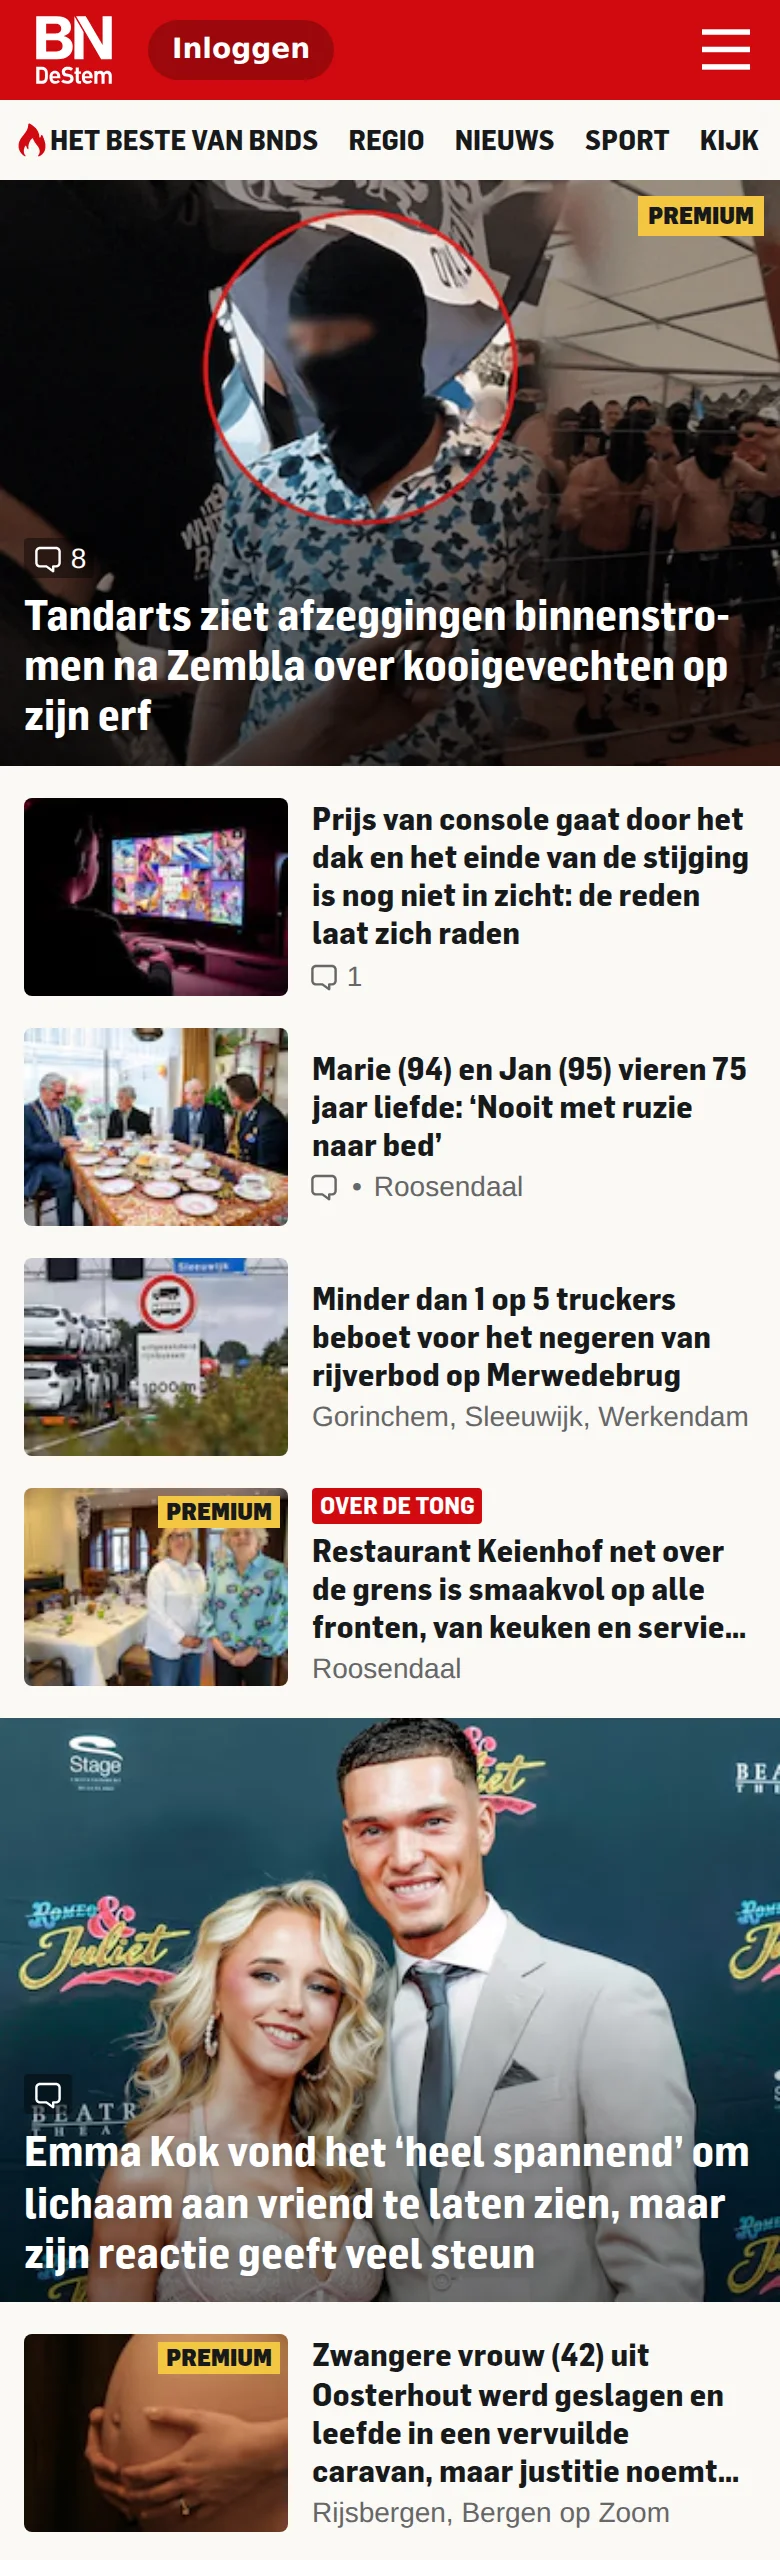 BN
DeStem
Inloggen
HET BESTE VAN BNDS REGIO NIEUWS SPORT KIJK
PREMIUM
8
Tandarts ziet afzeggingen binnenstro-
men na Zembla over kooigevechten op
zijn erf
Prijs van console gaat door het
dak en het einde van de stijging
is nog niet in zicht: de reden
laat zich raden
1
Marie (94) en Jan (95) vieren 75
jaar liefde: ‘Nooit met ruzie
naar bed’
• Roosendaal
Sleeuwijk
1000 m
Minder dan 1 op 5 truckers
beboet voor het negeren van
rijverbod op Merwedebrug
Gorinchem, Sleeuwijk, Werkendam
PREMIUM
OVER DE TONG
Restaurant Keienhof net over
de grens is smaakvol op alle
fronten, van keuken en servie...
Roosendaal
Stage
&
iet
BEA
THE
ROMEO
&
Juliet
BEATR
THEA
Emma Kok vond het ‘heel spannend’ om
lichaam aan vriend te laten zien, maar
zijn reactie geeft veel steun
PREMIUM
Zwangere vrouw (42) uit
Oosterhout werd geslagen en
leefde in een vervuilde
caravan, maar justitie noemt...
Rijsbergen, Bergen op Zoom